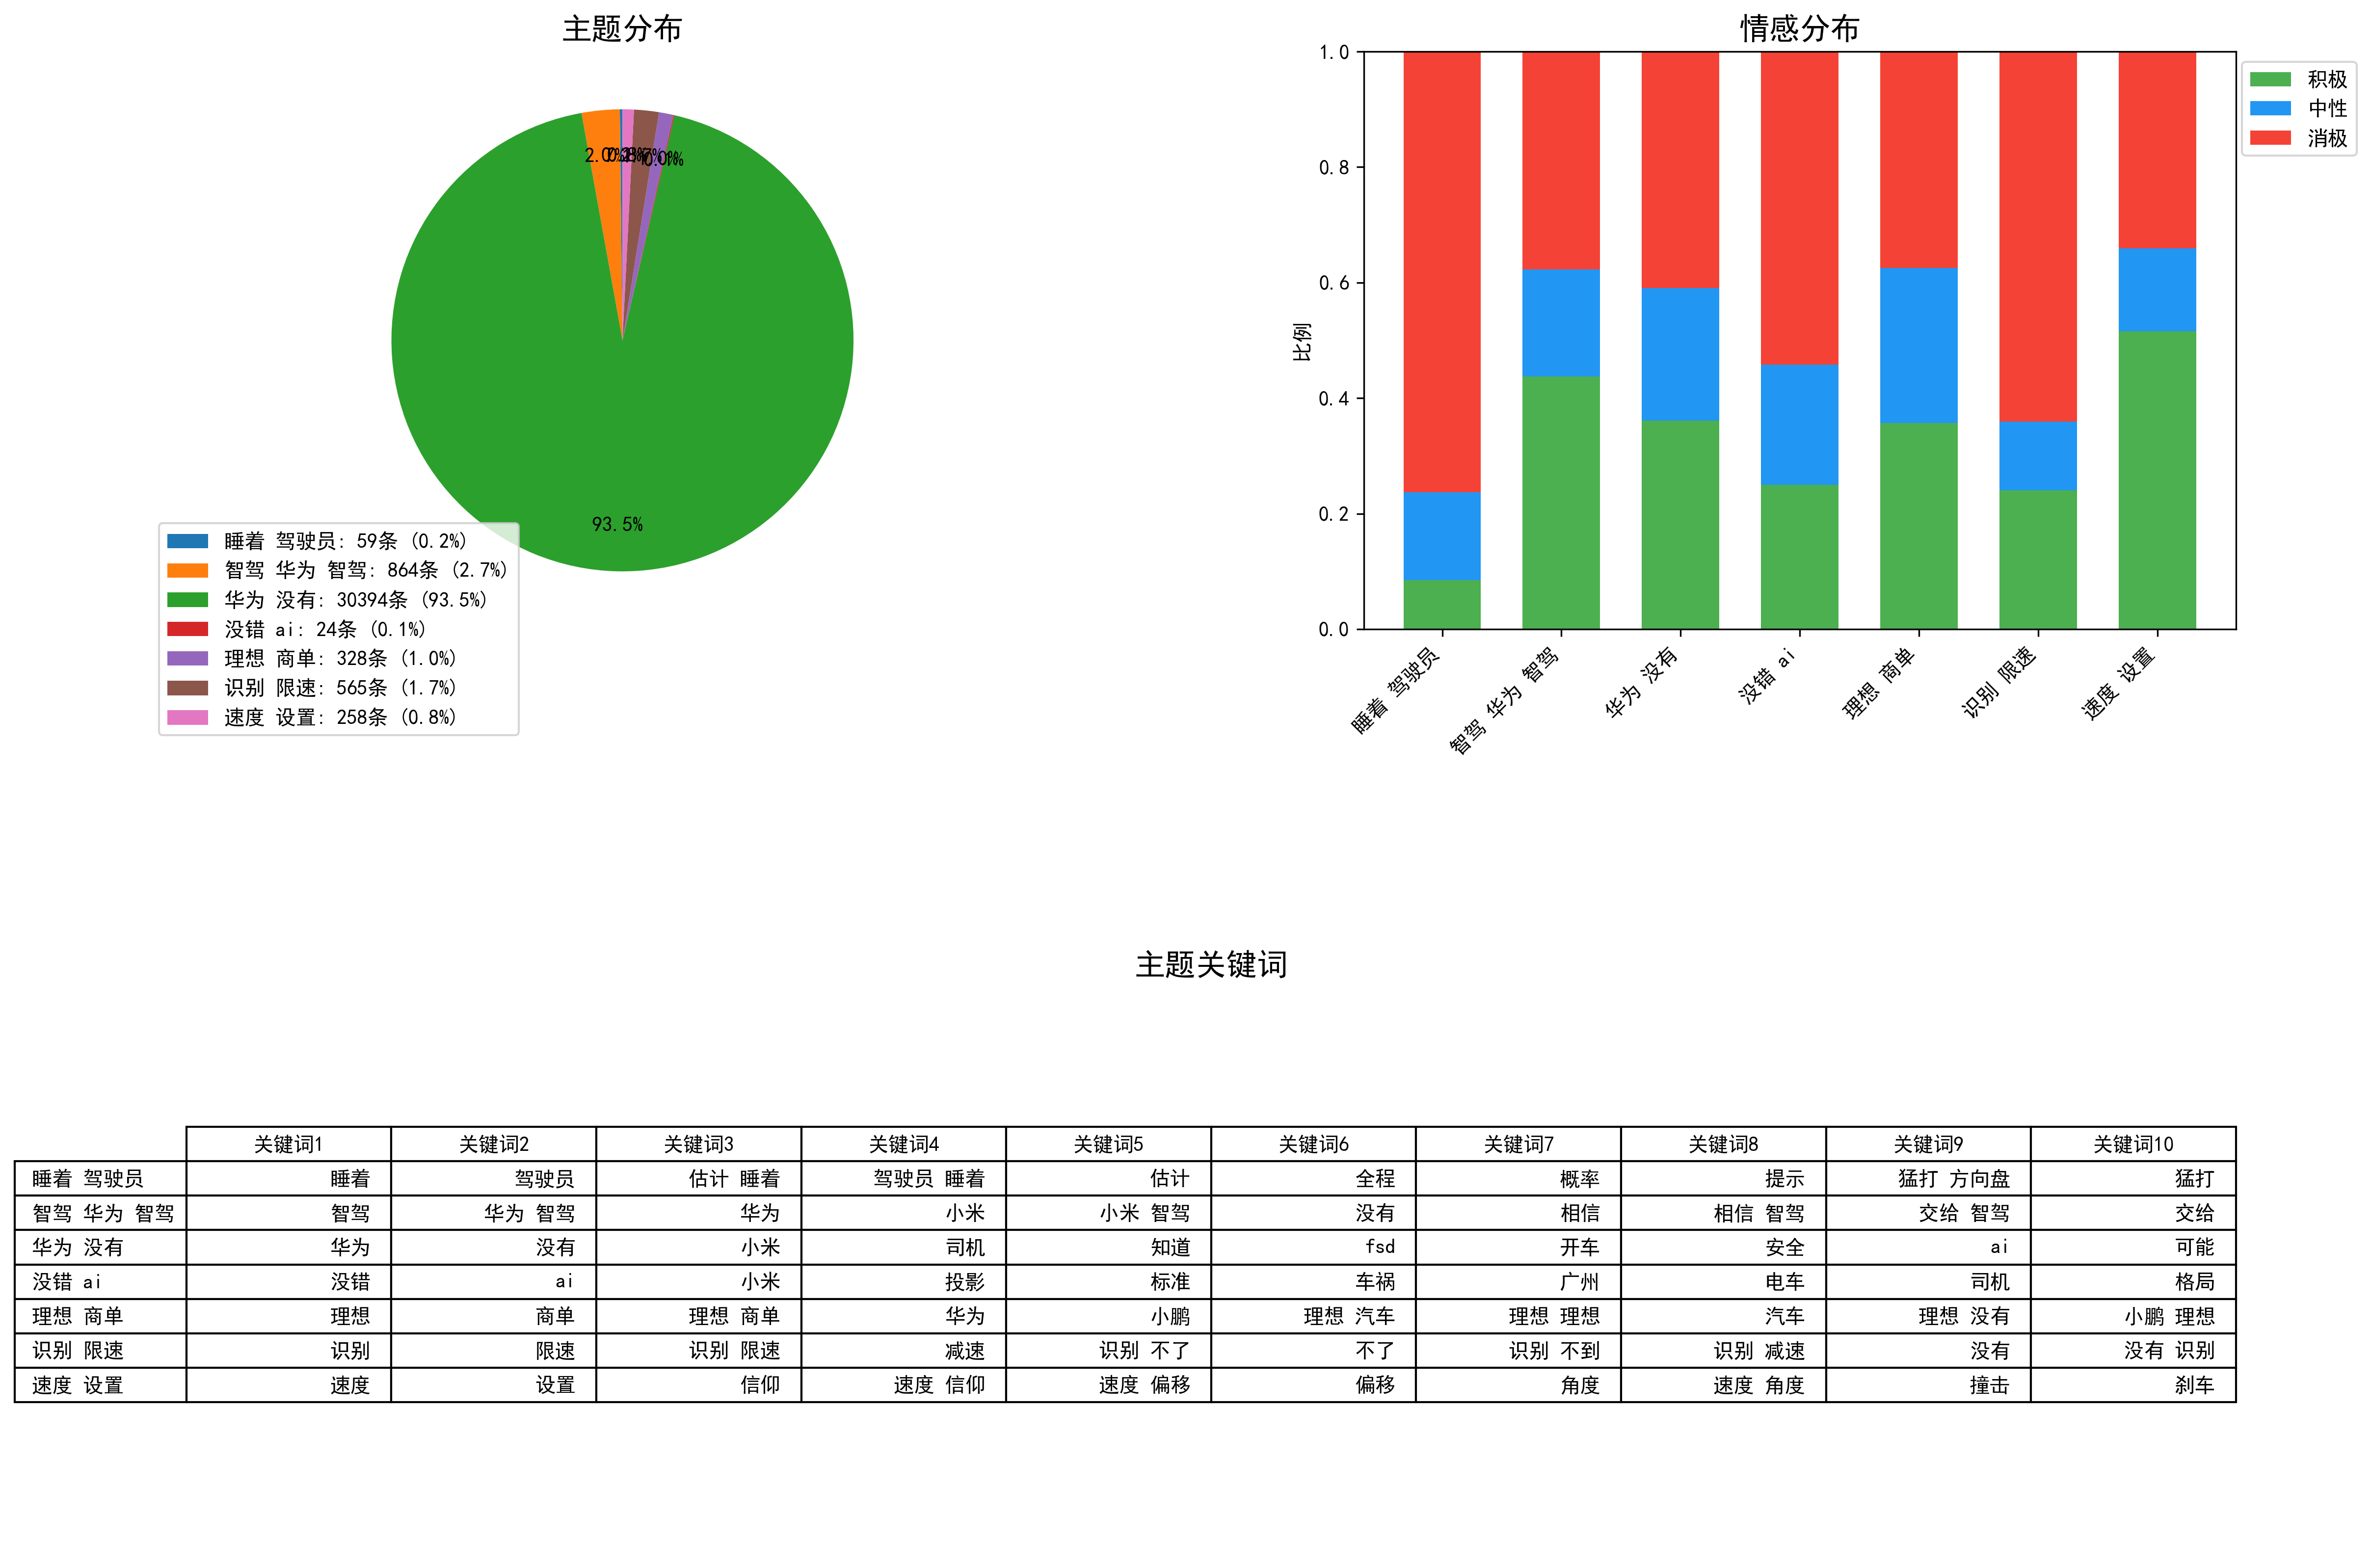 主题分布
93.5%
睡着 驾驶员: 59条 (0.2%)
智驾 华为 智驾: 864条 (2.7%)
华为 没有: 30394条 (93.5%)
没错 ai: 24条 (0.1%)
理想 商单: 328条 (1.0%)
识别 限速: 565条 (1.7%)
速度 设置: 258条 (0.8%)
情感分布
比例
1.0
0.8
0.6
0.4
0.2
0.0
睡着 驾驶员
智驾 华为 智驾
华为 没有
没错 ai
理想 商单
识别 限速
速度 设置
积极
中性
消极
主题关键词
关键词1 关键词2 关键词3 关键词4 关键词5 关键词6 关键词7 关键词8 关键词9 关键词10
睡着 驾驶员 睡着 驾驶员 估计 睡着 驾驶员 睡着 估计 全程 概率 提示 猛打 方向盘 猛打
智驾 华为 智驾 智驾 华为 智驾 华为 小米 小米 智驾 没有 相信 相信 智驾 交给 智驾 交给
华为 没有 华为 没有 小米 司机 知道 fsd 开车 安全 ai 可能
没错 ai 没错 ai 小米 投影 标准 车祸 广州 电车 司机 格局
理想 商单 理想 商单 理想 商单 华为 小鹏 理想 汽车 理想 理想 汽车 理想 没有 小鹏 理想
识别 限速 识别 限速 识别 限速 减速 识别 不了 不了 识别 不到 识别 减速 没有 没有 识别
速度 设置 速度 设置 信仰 速度 信仰 速度 偏移 偏移 角度 速度 角度 撞击 刹车